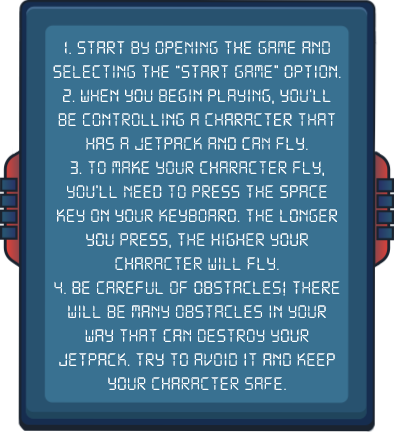 1. START BY OPENING THE GAME AND
SELECTING THE "START GAME" OPTION.
2. WHEN YOU BEGIN PLAYING, YOU'LL
BE CONTROLLING A CHARACTER THAT
HAS A JETPACK AND CAN FLY.
3. TO MAKE YOUR CHARACTER FLY,
YOU'LL NEED TO PRESS THE SPACE
KEY ON YOUR KEYBOARD. THE LONGER
YOU PRESS, THE HIGHER YOUR
CHARACTER WILL FLY.
4. BE CAREFUL OF OBSTACLES! THERE
WILL BE MANY OBSTACLES IN YOUR
WAY THAT CAN DESTROY YOUR
JETPACK. TRY TO AVOID IT AND KEEP
YOUR CHARACTER SAFE.